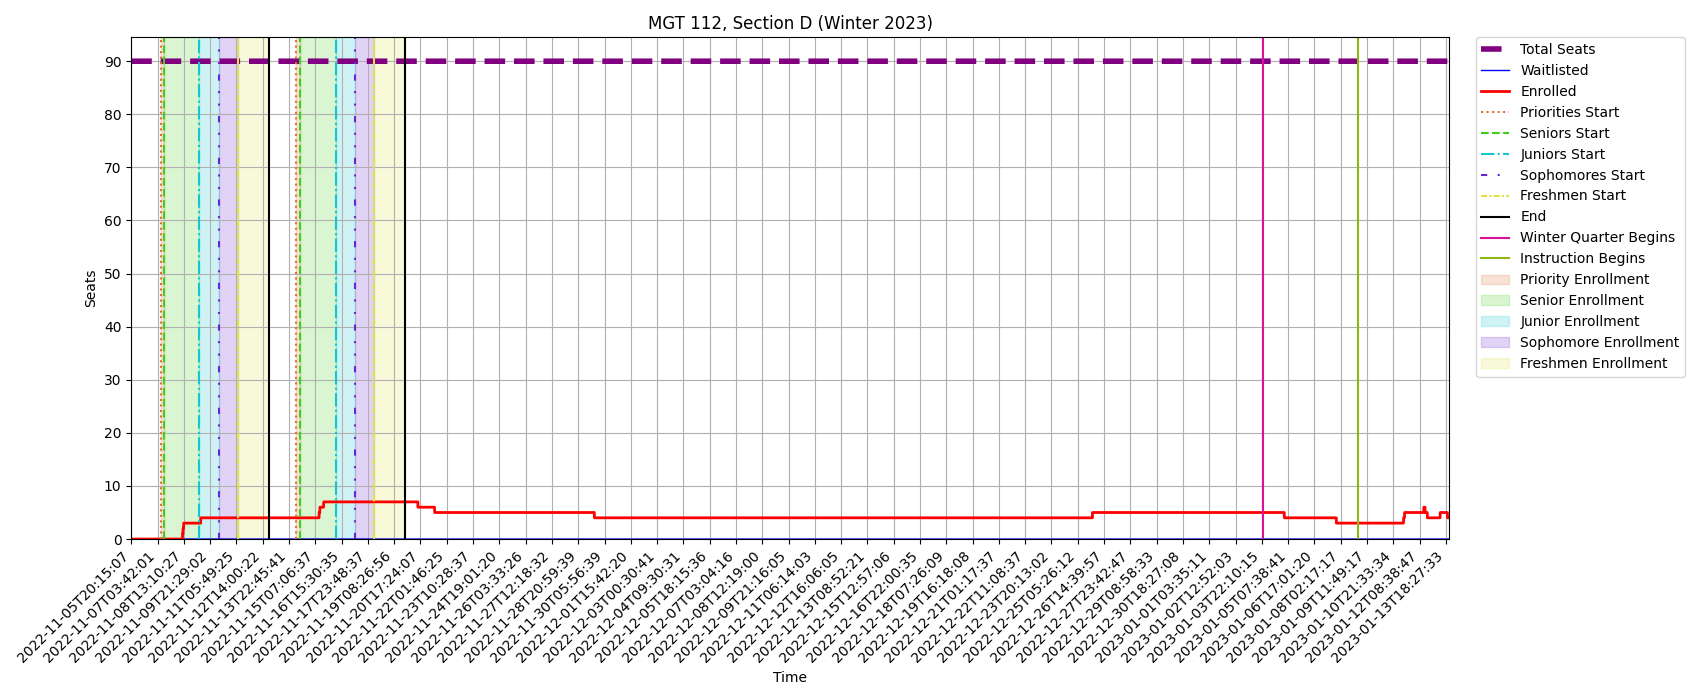 MGT 112, Section D (Winter 2023)
Seats
90
80
70
60
50
40
30
20
10
0
2022-11-05T20:15:07
2022-11-07T03:42:01
2022-11-08T13:10:27
2022-11-09T21:29:02
2022-11-11T05:49:25
2022-11-12T14:00:22
2022-11-13T22:45:41
2022-11-15T07:06:37
2022-11-16T15:30:35
2022-11-17T23:48:37
2022-11-19T08:26:56
2022-11-20T17:24:07
2022-11-22T01:46:25
2022-11-23T10:28:37
2022-11-24T19:01:20
2022-11-26T03:33:26
2022-11-27T12:18:32
2022-11-28T20:59:39
2022-11-30T05:56:39
2022-12-01T15:42:20
2022-12-03T00:30:41
2022-12-04T09:30:31
2022-12-05T18:15:36
2022-12-07T03:04:16
2022-12-08T12:19:00
2022-12-09T21:16:05
2022-12-11T06:14:03
2022-12-12T16:06:05
2022-12-13T08:52:21
2022-12-15T12:57:06
2022-12-16T22:00:35
2022-12-18T07:26:09
2022-12-19T16:18:08
2022-12-21T01:17:37
2022-12-22T11:08:37
2022-12-23T20:13:02
2022-12-25T05:26:12
2022-12-26T14:39:57
2022-12-27T23:42:47
2022-12-29T08:58:33
2022-12-30T18:27:08
2023-01-01T03:35:11
2023-01-02T12:52:03
2023-01-03T22:10:15
2023-01-05T07:38:41
2023-01-06T17:01:20
2023-01-08T02:17:17
2023-01-09T11:49:17
2023-01-10T21:33:34
2023-01-12T08:38:47
2023-01-13T18:27:33
Time
Total Seats
Waitlisted
Enrolled
Priorities Start
Seniors Start
Juniors Start
Sophomores Start
Freshmen Start
End
Winter Quarter Begins
Instruction Begins
Priority Enrollment
Senior Enrollment
Junior Enrollment
Sophomore Enrollment
Freshmen Enrollment